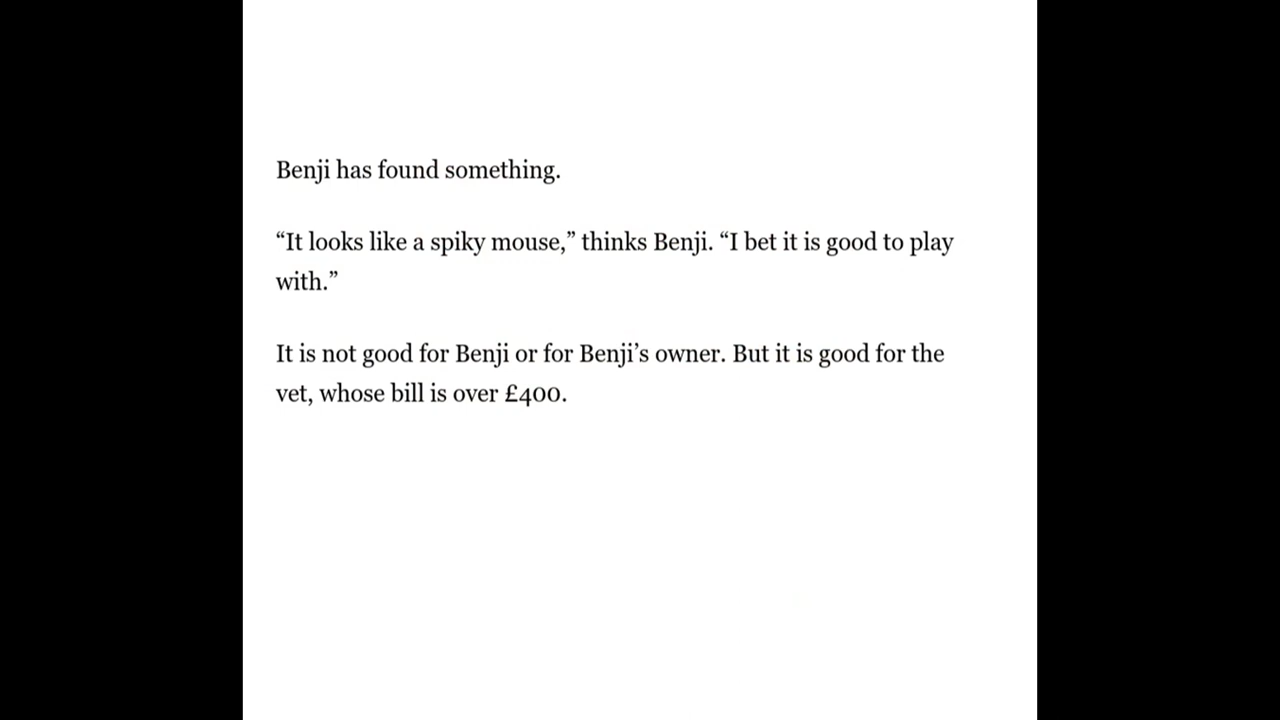 Benji has found something.
“It looks like a spiky mouse,” thinks Benji. “I bet it is good to play
with.”
It is not good for Benji or for Benji’s owner. But it is good for the
vet, whose bill is over £400.